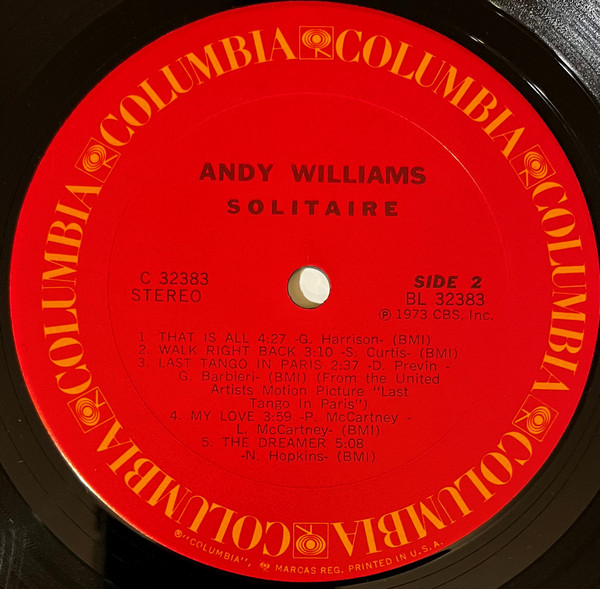 COLUMBIA COLUMBIA COLUMBIA COLUMBIA COLUMBIA COLUMBIA
ANDY WILLIAMS
SOLITAIRE
C 32383
STEREO
SIDE 2
BL 32383
Ⓟ 1973 CBS, Inc.
1. THAT IS ALL 4:27 -G. Harrison- (BMI)
2. WALK RIGHT BACK 3:10 -S. Curtis- (BMI)
3. LAST TANGO IN PARIS 2:37 -D. Previn -
G. Barbieri- (BMI) (From the United
Artists Motion Picture "Last
Tango In Paris")
4. MY LOVE 3:59 -P. McCartney -
L. McCartney- (BMI)
5. THE DREAMER 5:08
-N. Hopkins- (BMI)
®"COLUMBIA", MARCAS REG. PRINTED IN U.S.A.